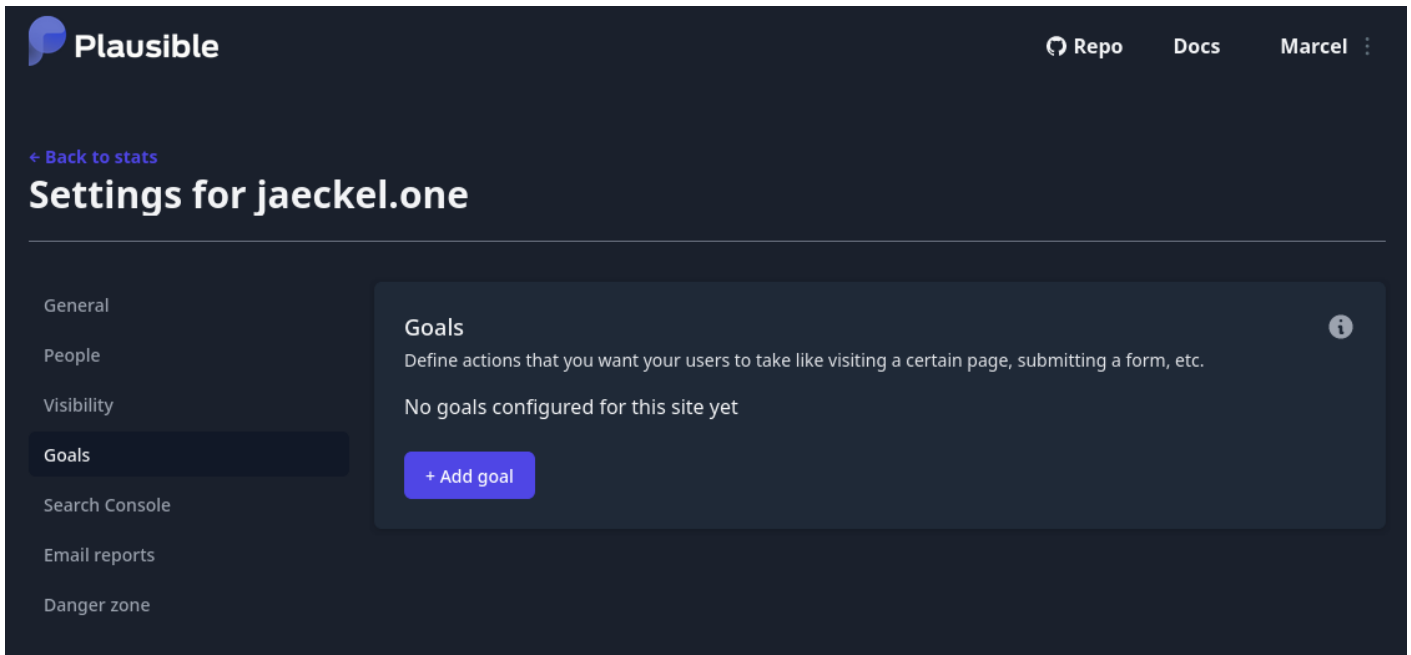 Plausible
Repo
Docs
Marcel
← Back to stats
Settings for jaeckel.one
General
People
Visibility
Goals
Search Console
Email reports
Danger zone
Goals
Define actions that you want your users to take like visiting a certain page, submitting a form, etc.
No goals configured for this site yet
+ Add goal